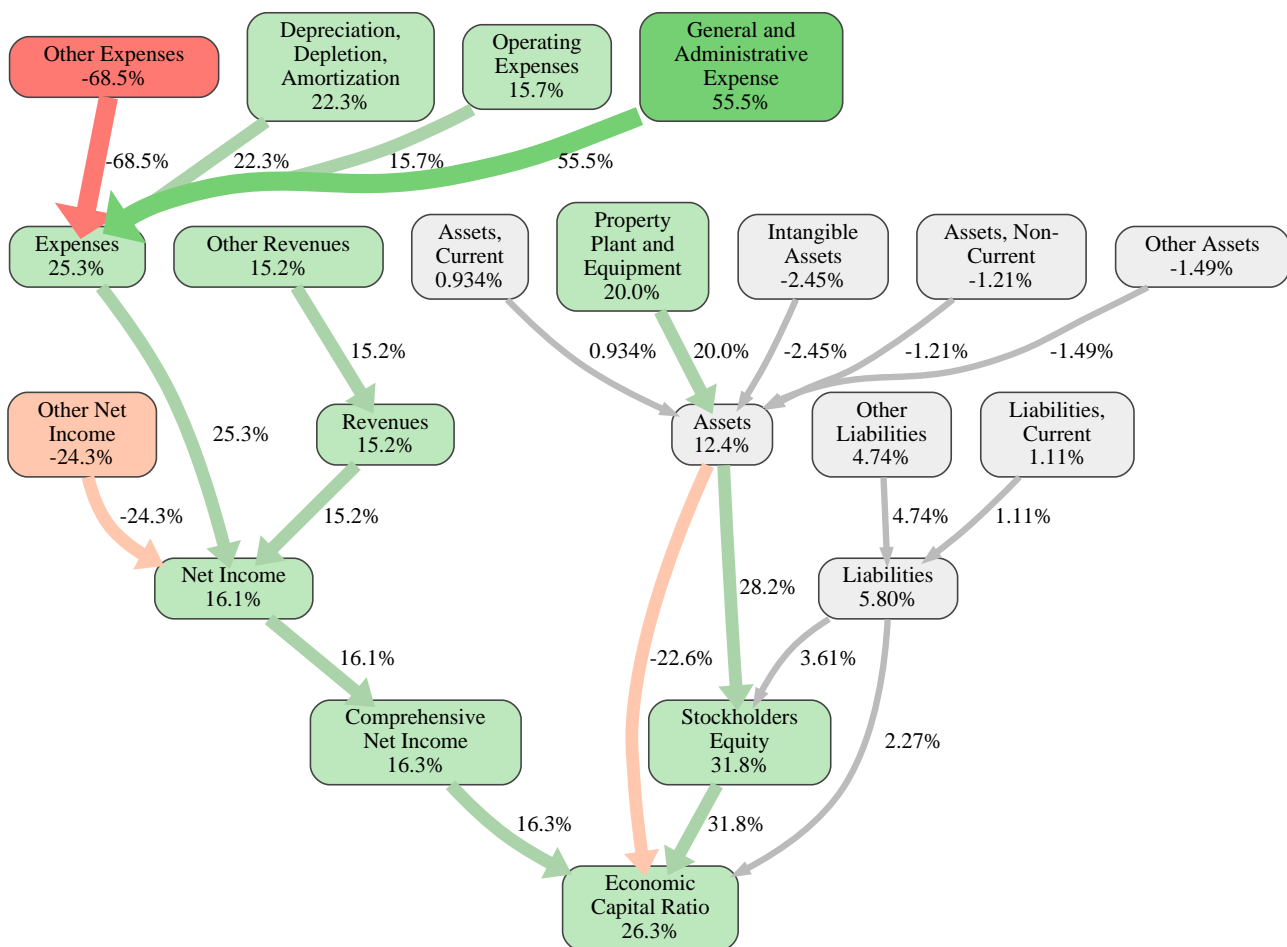 Other Expenses
-68.5%
Depreciation,
Depletion,
Amortization
22.3%
Operating
Expenses
15.7%
General and
Administrative
Expense
55.5%
-68.5%
22.3%
15.7%
55.5%
Expenses
25.3%
Other Revenues
15.2%
Assets,
Current
0.934%
Property
Plant and
Equipment
20.0%
Intangible
Assets
-2.45%
Assets, Non-
Current
-1.21%
Other Assets
-1.49%
15.2%
0.934%
20.0%
-2.45%
-1.21%
-1.49%
Other Net
Income
-24.3%
25.3%
Revenues
15.2%
Assets
12.4%
Other
Liabilities
4.74%
Liabilities,
Current
1.11%
-24.3%
15.2%
4.74%
1.11%
Net Income
16.1%
28.2%
Liabilities
5.80%
16.1%
-22.6%
3.61%
Comprehensive
Net Income
16.3%
Stockholders
Equity
31.8%
2.27%
16.3%
31.8%
Economic
Capital Ratio
26.3%